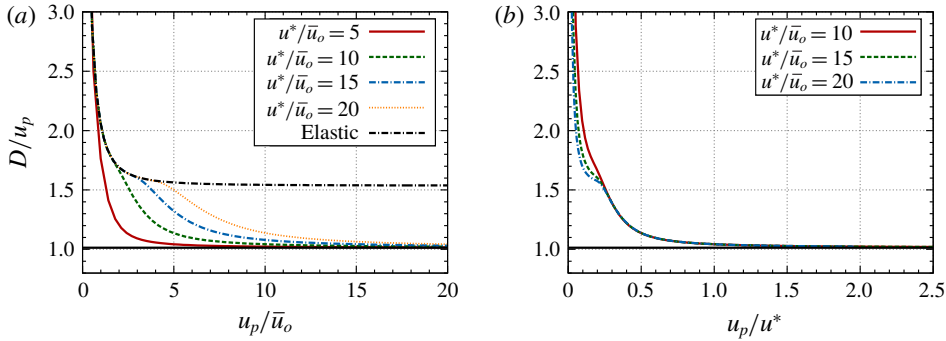 (a)
3.0
2.5
2.0
1.5
1.0
D/u_p
u*/ū_o = 5
u*/ū_o = 10
u*/ū_o = 15
u*/ū_o = 20
Elastic
0 5 10 15 20
u_p/ū_o
(b)
3.0
2.5
2.0
1.5
1.0
u*/ū_o = 10
u*/ū_o = 15
u*/ū_o = 20
0 0.5 1.0 1.5 2.0 2.5
u_p/u*